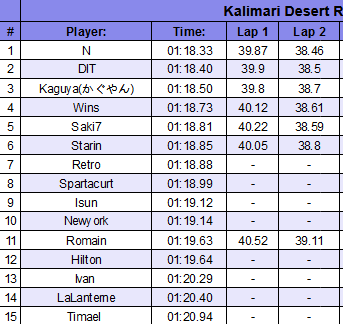 Kalimari Desert R
# Player: Time: Lap 1 Lap 2
1 N 01:18.33 39.87 38.46
2 DIT 01:18.40 39.9 38.5
3 Kaguya(かぐやん) 01:18.50 39.8 38.7
4 Wins 01:18.73 40.12 38.61
5 Saki7 01:18.81 40.22 38.59
6 Starin 01:18.85 40.05 38.8
7 Retro 01:18.88 - -
8 Spartacurt 01:18.99 - -
9 Isun 01:19.12 - -
10 Newyork 01:19.14 - -
11 Romain 01:19.63 40.52 39.11
12 Hilton 01:19.64 - -
13 Ivan 01:20.29 - -
14 LaLanterne 01:20.40 - -
15 Timael 01:20.94 - -